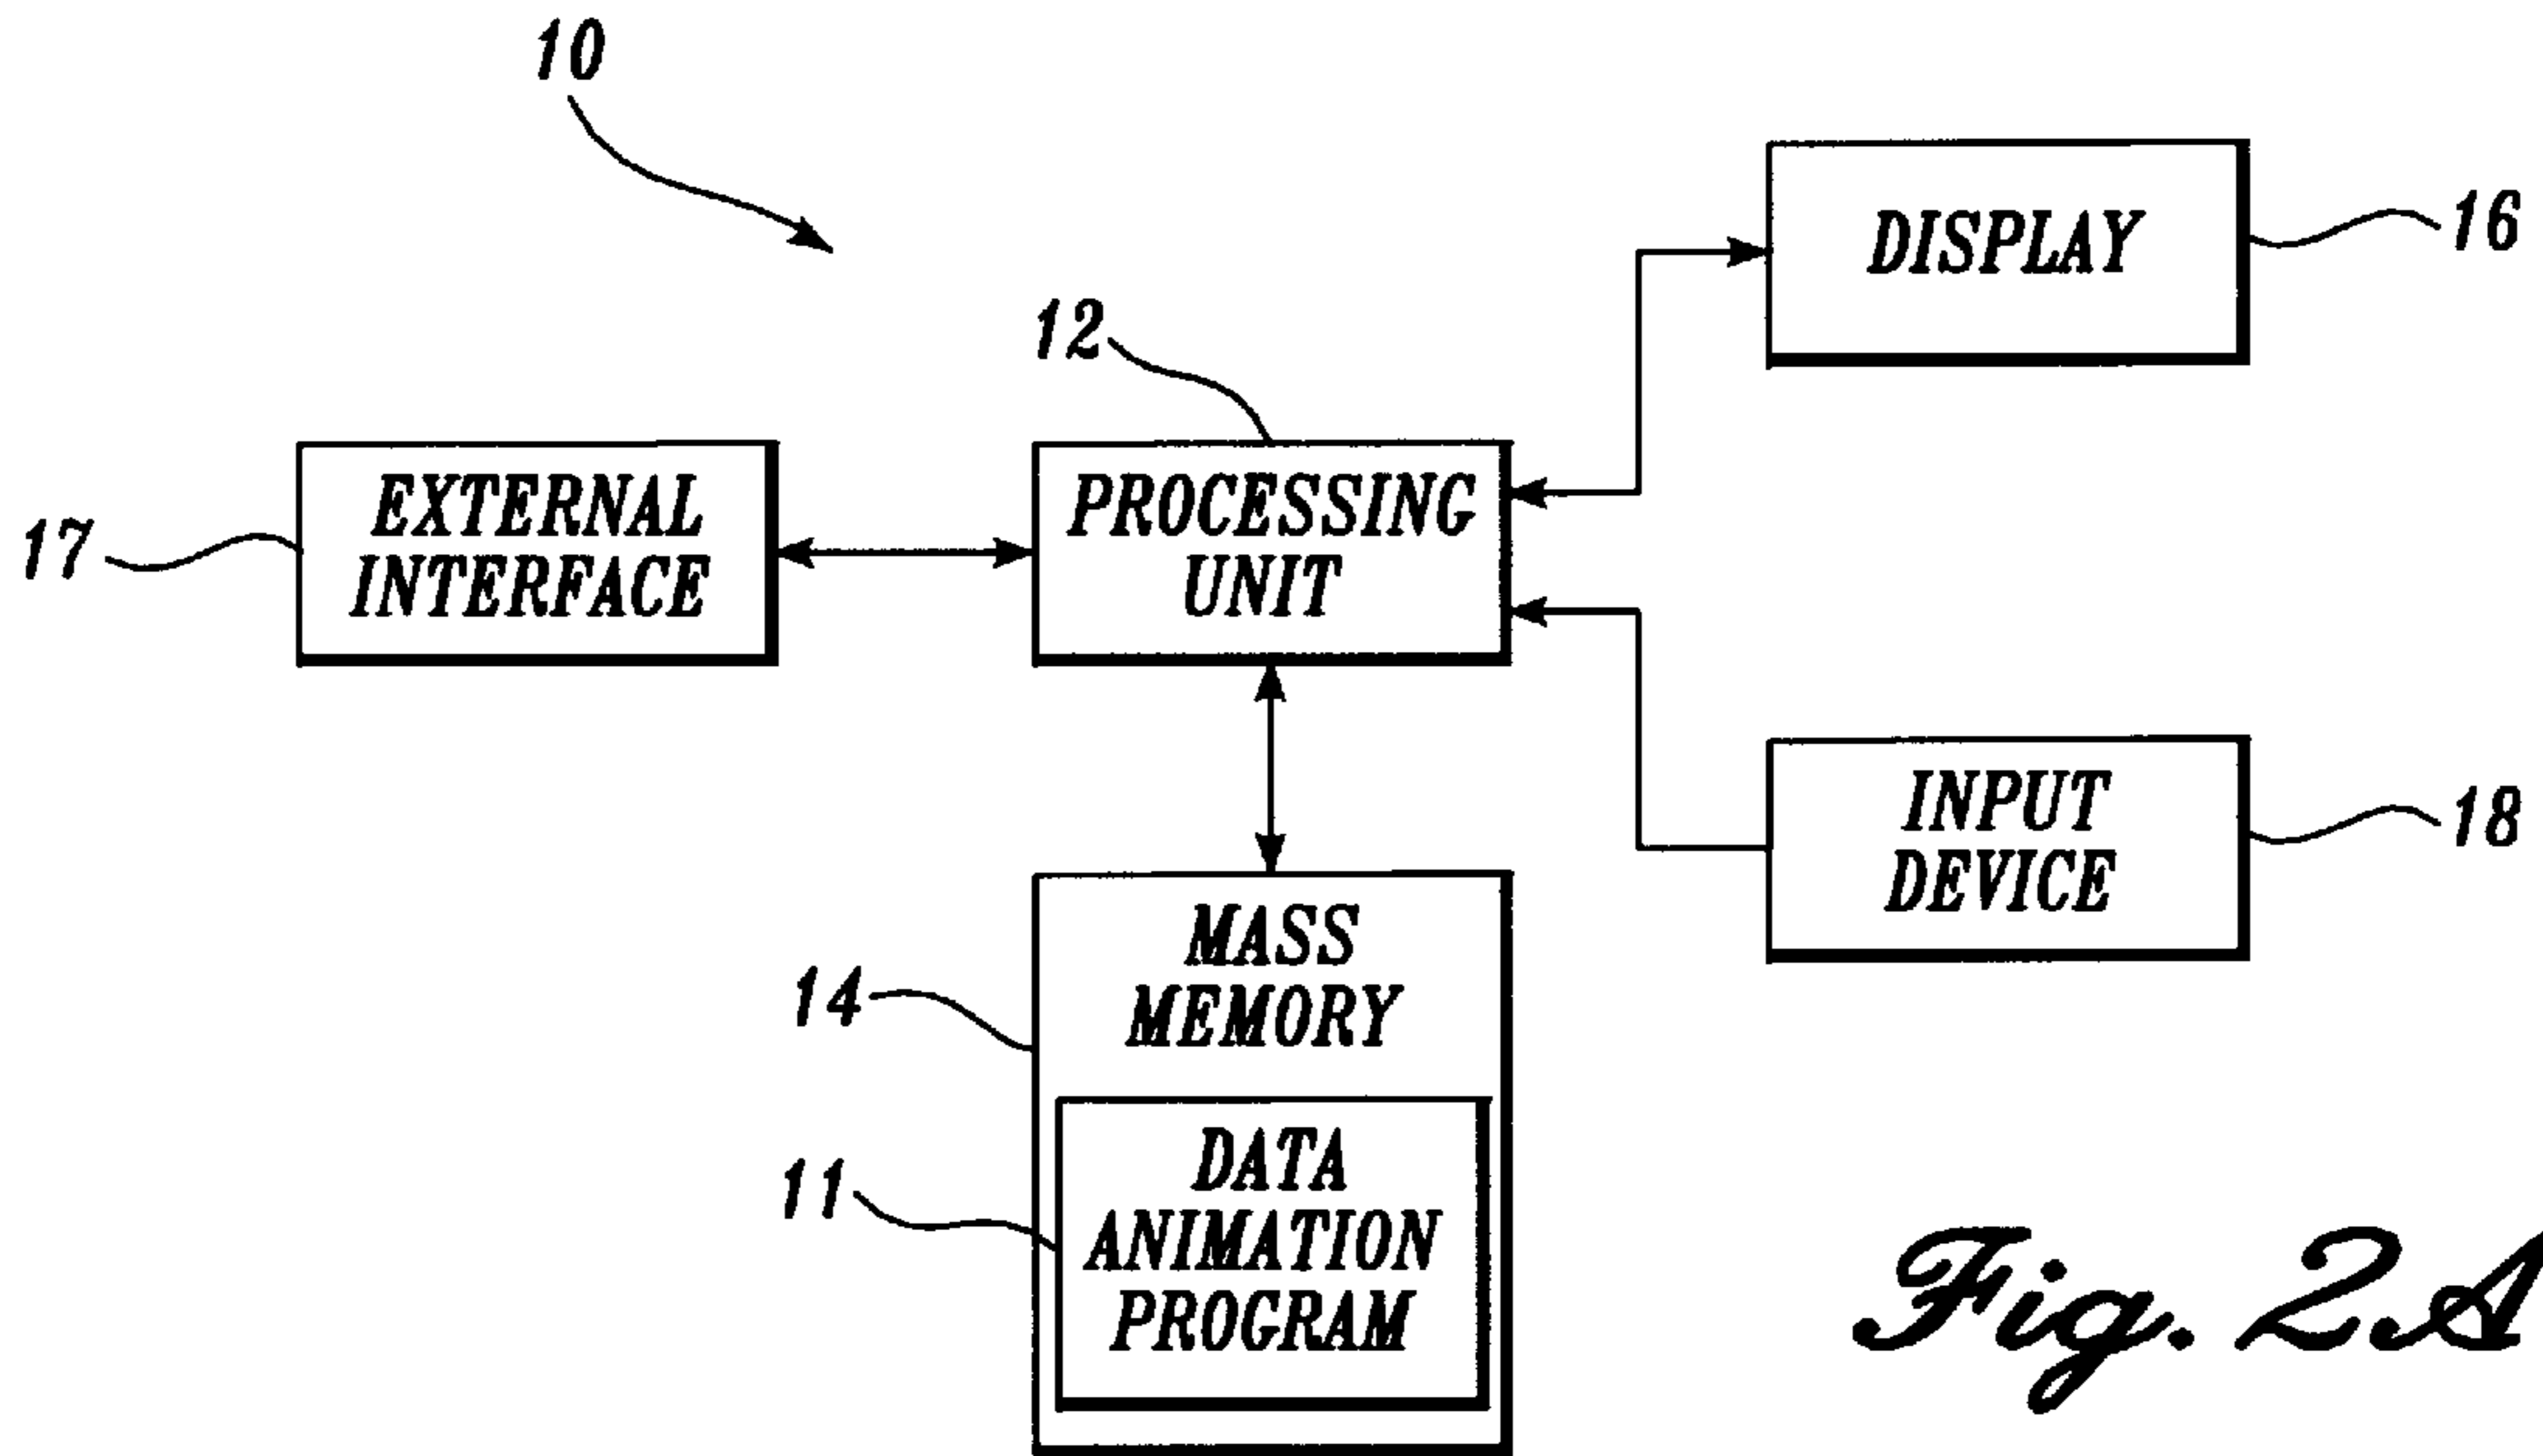 10
DISPLAY
16
12
EXTERNAL
INTERFACE
17
PROCESSING
UNIT
INPUT
DEVICE
18
MASS
MEMORY
14
DATA
ANIMATION
PROGRAM
11
Fig. 2A